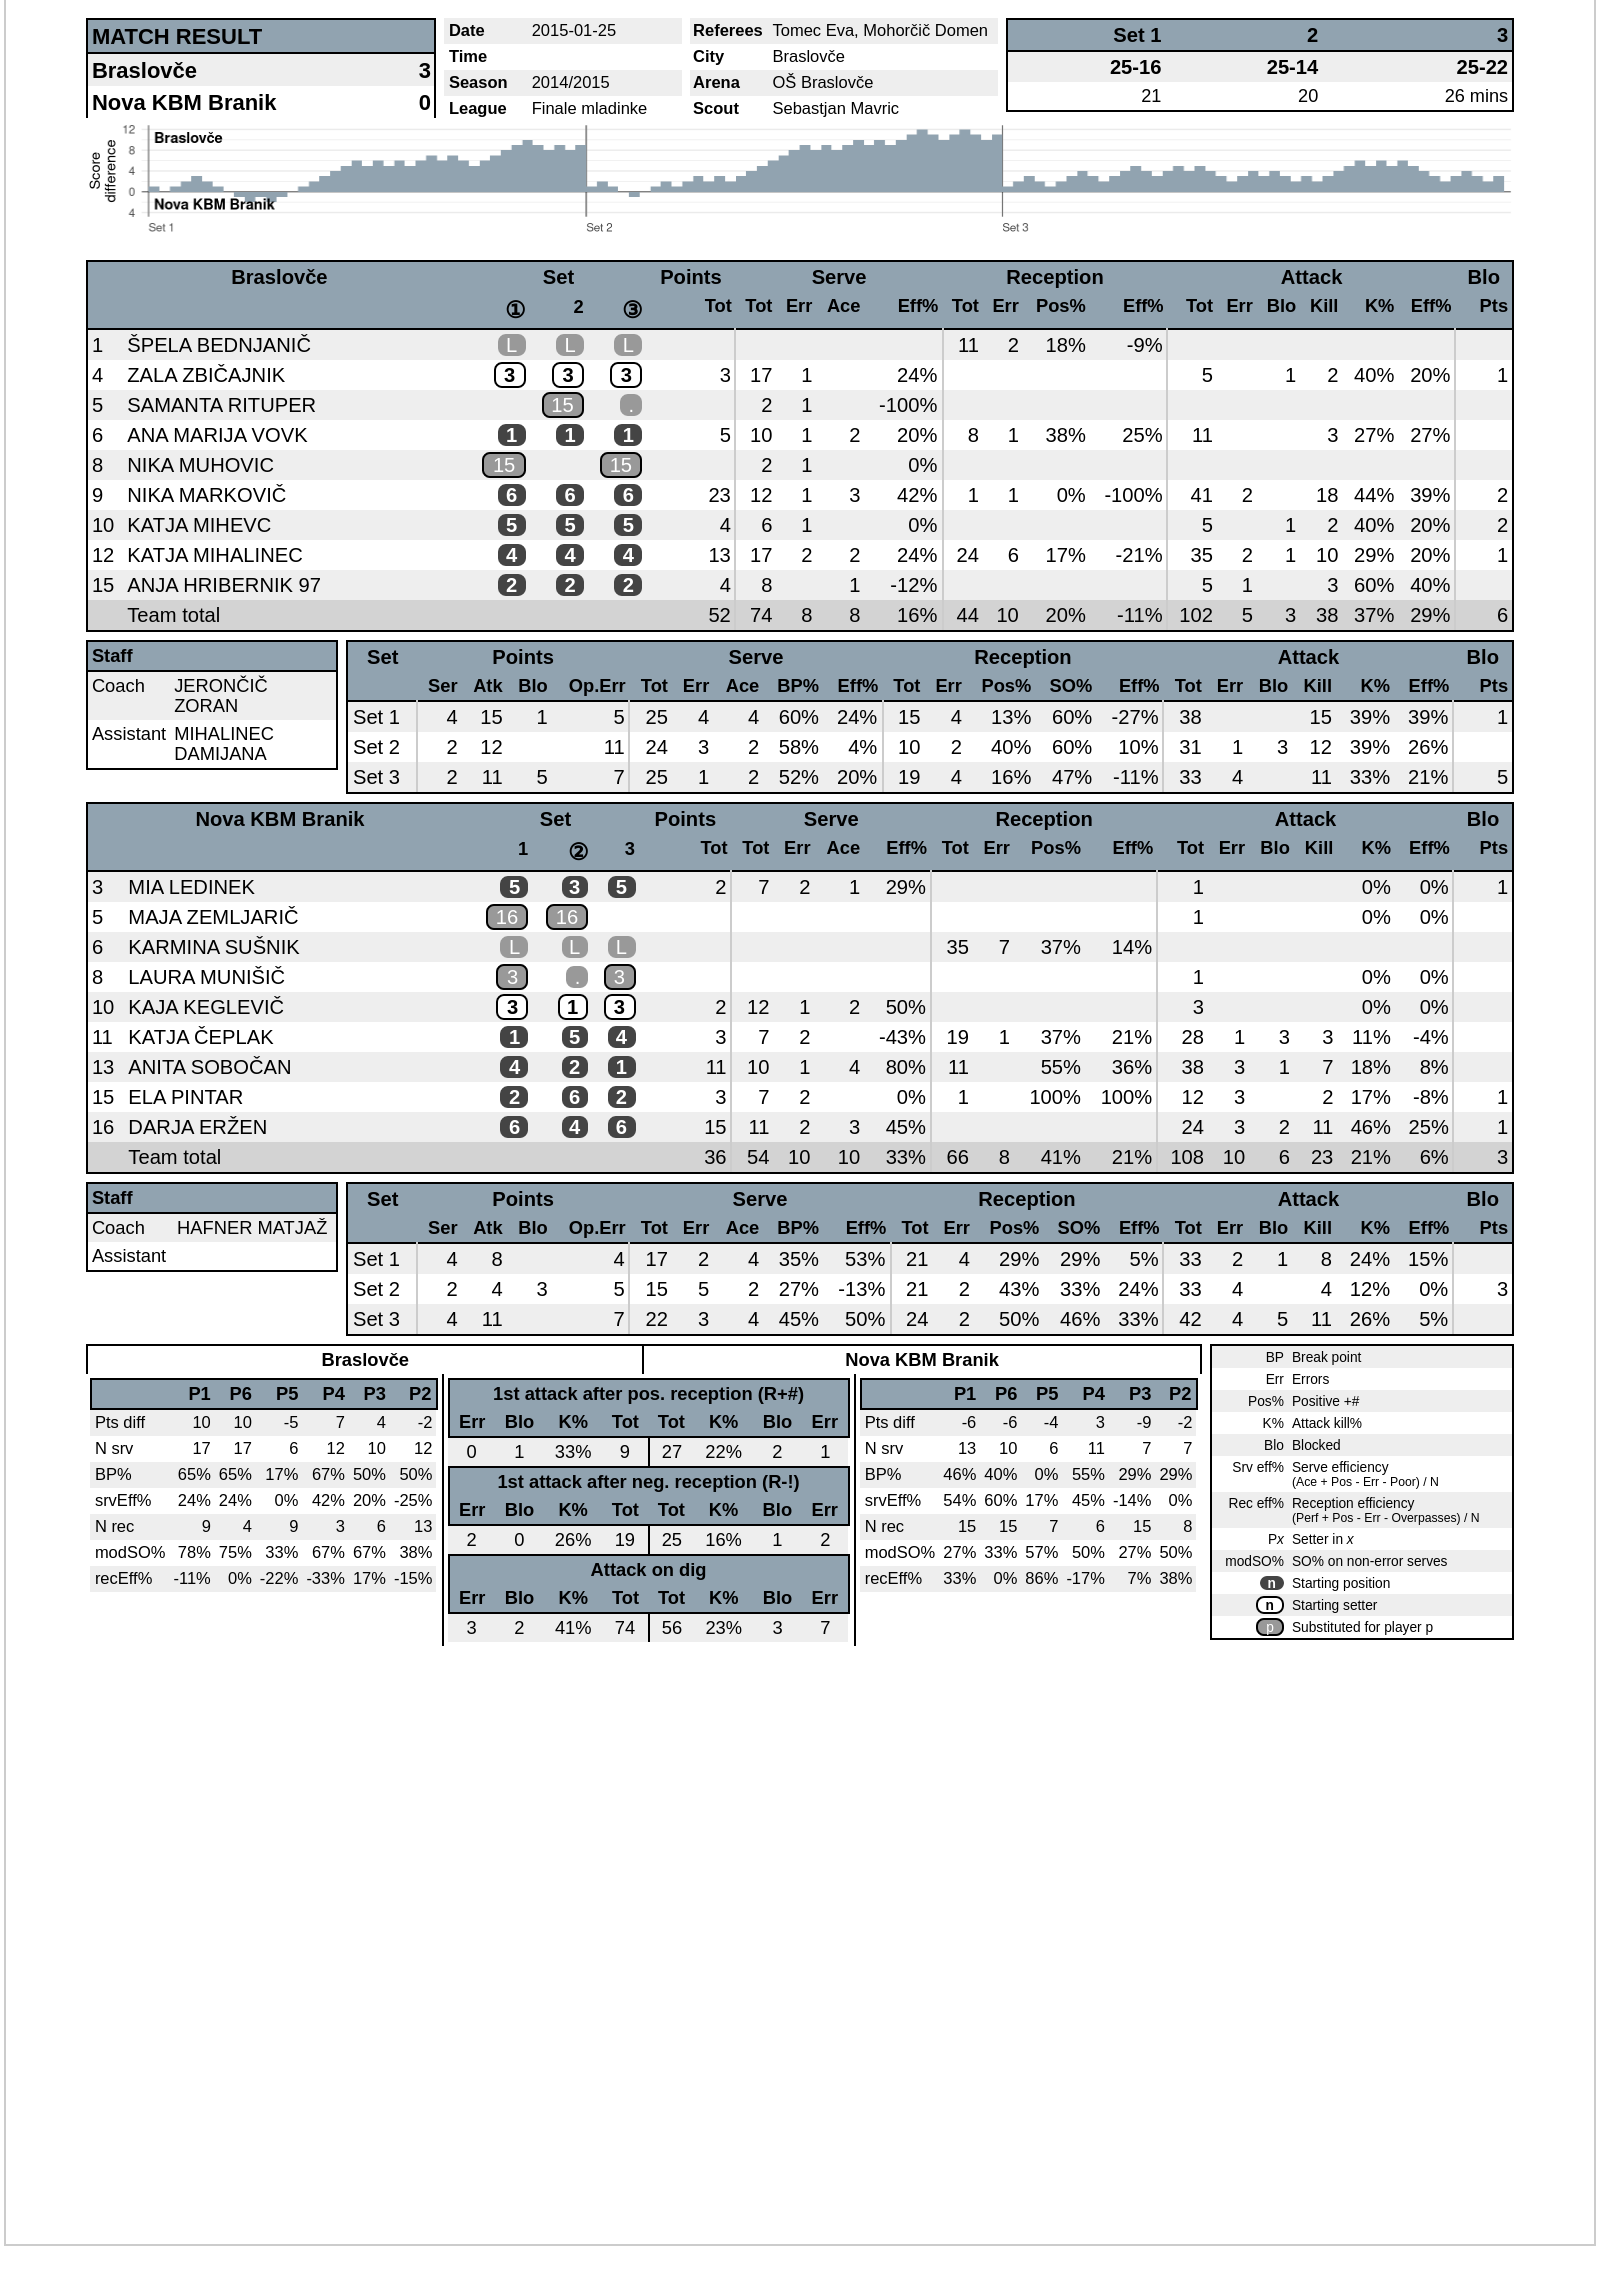 MATCH RESULT
Braslovče 3
Nova KBM Branik 0
Date 2015-01-25
Time
Season 2014/2015
League Finale mladinke
Referees Tomec Eva, Mohorčič Domen
City Braslovče
Arena OŠ Braslovče
Scout Sebastjan Mavric
Set 1 2 3
25-16 25-14 25-22
21 20 26 mins
Score difference
12
8
4
0
4
Braslovče
Nova KBM Branik
Set 1 Set 2 Set 3
Braslovče Set Points Serve Reception Attack Blo
① 2 ③ Tot Tot Err Ace Eff% Tot Err Pos% Eff% Tot Err Blo Kill K% Eff% Pts
1 ŠPELA BEDNJANIČ L L L 11 2 18% -9%
4 ZALA ZBIČAJNIK 3 3 3 3 17 1 24% 5 1 2 40% 20% 1
5 SAMANTA RITUPER 15 . 2 1 -100%
6 ANA MARIJA VOVK 1 1 1 5 10 1 2 20% 8 1 38% 25% 11 3 27% 27%
8 NIKA MUHOVIC 15 15 2 1 0%
9 NIKA MARKOVIČ 6 6 6 23 12 1 3 42% 1 1 0% -100% 41 2 18 44% 39% 2
10 KATJA MIHEVC 5 5 5 4 6 1 0% 5 1 2 40% 20% 2
12 KATJA MIHALINEC 4 4 4 13 17 2 2 24% 24 6 17% -21% 35 2 1 10 29% 20% 1
15 ANJA HRIBERNIK 97 2 2 2 4 8 1 -12% 5 1 3 60% 40%
Team total 52 74 8 8 16% 44 10 20% -11% 102 5 3 38 37% 29% 6
Staff
Coach JERONČIČ ZORAN
Assistant MIHALINEC DAMIJANA
Set Points Serve Reception Attack Blo
Ser Atk Blo Op.Err Tot Err Ace BP% Eff% Tot Err Pos% SO% Eff% Tot Err Blo Kill K% Eff% Pts
Set 1 4 15 1 5 25 4 4 60% 24% 15 4 13% 60% -27% 38 15 39% 39% 1
Set 2 2 12 11 24 3 2 58% 4% 10 2 40% 60% 10% 31 1 3 12 39% 26%
Set 3 2 11 5 7 25 1 2 52% 20% 19 4 16% 47% -11% 33 4 11 33% 21% 5
Nova KBM Branik Set Points Serve Reception Attack Blo
1 ② 3 Tot Tot Err Ace Eff% Tot Err Pos% Eff% Tot Err Blo Kill K% Eff% Pts
3 MIA LEDINEK 5 3 5 2 7 2 1 29% 1 0% 0% 1
5 MAJA ZEMLJARIČ 16 16 1 0% 0%
6 KARMINA SUŠNIK L L L 35 7 37% 14%
8 LAURA MUNIŠIČ 3 . 3 1 0% 0%
10 KAJA KEGLEVIČ 3 1 3 2 12 1 2 50% 3 0% 0%
11 KATJA ČEPLAK 1 5 4 3 7 2 -43% 19 1 37% 21% 28 1 3 3 11% -4%
13 ANITA SOBOČAN 4 2 1 11 10 1 4 80% 11 55% 36% 38 3 1 7 18% 8%
15 ELA PINTAR 2 6 2 3 7 2 0% 1 100% 100% 12 3 2 17% -8% 1
16 DARJA ERŽEN 6 4 6 15 11 2 3 45% 24 3 2 11 46% 25% 1
Team total 36 54 10 10 33% 66 8 41% 21% 108 10 6 23 21% 6% 3
Staff
Coach HAFNER MATJAŽ
Assistant
Set Points Serve Reception Attack Blo
Ser Atk Blo Op.Err Tot Err Ace BP% Eff% Tot Err Pos% SO% Eff% Tot Err Blo Kill K% Eff% Pts
Set 1 4 8 4 17 2 4 35% 53% 21 4 29% 29% 5% 33 2 1 8 24% 15%
Set 2 2 4 3 5 15 5 2 27% -13% 21 2 43% 33% 24% 33 4 4 12% 0% 3
Set 3 4 11 7 22 3 4 45% 50% 24 2 50% 46% 33% 42 4 5 11 26% 5%
Braslovče Nova KBM Branik
P1 P6 P5 P4 P3 P2
Pts diff 10 10 -5 7 4 -2
N srv 17 17 6 12 10 12
BP% 65% 65% 17% 67% 50% 50%
srvEff% 24% 24% 0% 42% 20% -25%
N rec 9 4 9 3 6 13
modSO% 78% 75% 33% 67% 67% 38%
recEff% -11% 0% -22% -33% 17% -15%
1st attack after pos. reception (R+#)
Err Blo K% Tot Tot K% Blo Err
0 1 33% 9 27 22% 2 1
1st attack after neg. reception (R-!)
Err Blo K% Tot Tot K% Blo Err
2 0 26% 19 25 16% 1 2
Attack on dig
Err Blo K% Tot Tot K% Blo Err
3 2 41% 74 56 23% 3 7
P1 P6 P5 P4 P3 P2
Pts diff -6 -6 -4 3 -9 -2
N srv 13 10 6 11 7 7
BP% 46% 40% 0% 55% 29% 29%
srvEff% 54% 60% 17% 45% -14% 0%
N rec 15 15 7 6 15 8
modSO% 27% 33% 57% 50% 27% 50%
recEff% 33% 0% 86% -17% 7% 38%
BP Break point
Err Errors
Pos% Positive +#
K% Attack kill%
Blo Blocked
Srv eff% Serve efficiency
(Ace + Pos - Err - Poor) / N
Rec eff% Reception efficiency
(Perf + Pos - Err - Overpasses) / N
Px Setter in x
modSO% SO% on non-error serves
n Starting position
n Starting setter
p Substituted for player p